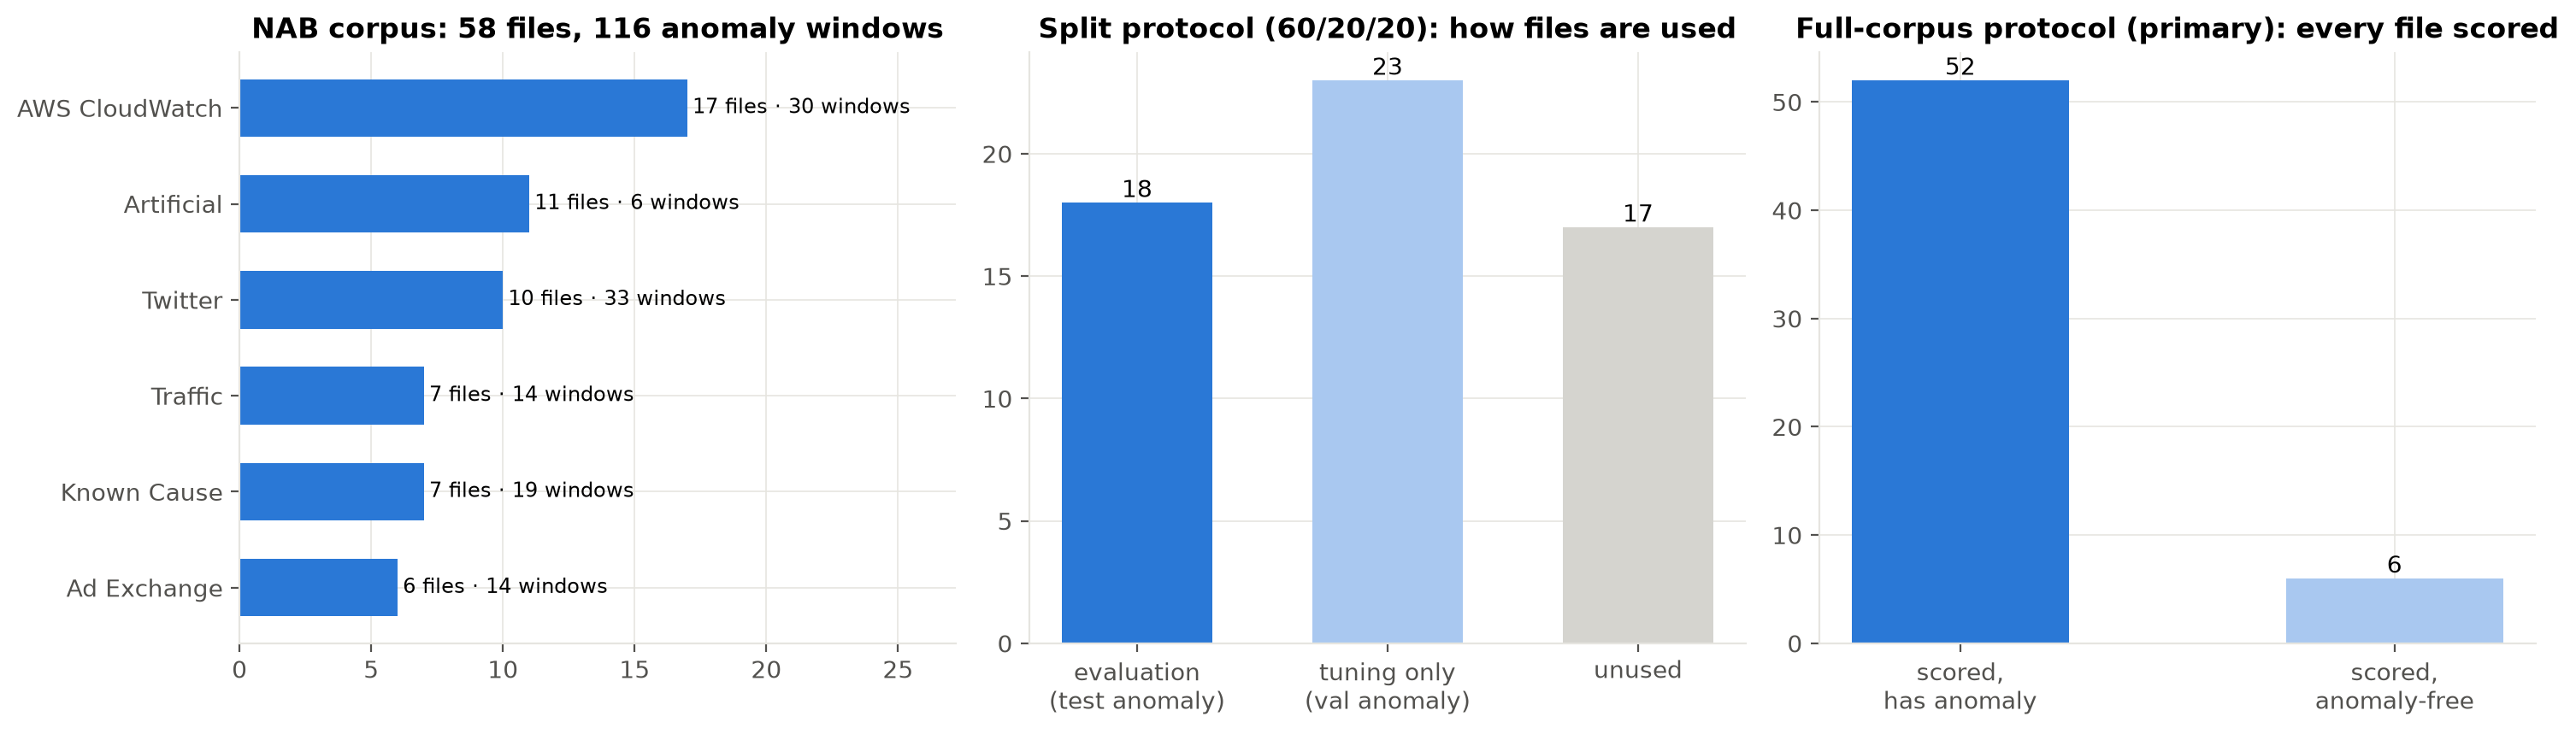 NAB corpus: 58 files, 116 anomaly windows
AWS CloudWatch
17 files · 30 windows
Artificial
11 files · 6 windows
Twitter
10 files · 33 windows
Traffic
7 files · 14 windows
Known Cause
7 files · 19 windows
Ad Exchange
6 files · 14 windows
0 5 10 15 20 25
Split protocol (60/20/20): how files are used
20
15
10
5
0
18
23
17
evaluation
(test anomaly)
tuning only
(val anomaly)
unused
Full-corpus protocol (primary): every file scored
50
40
30
20
10
0
52
6
scored,
has anomaly
scored,
anomaly-free